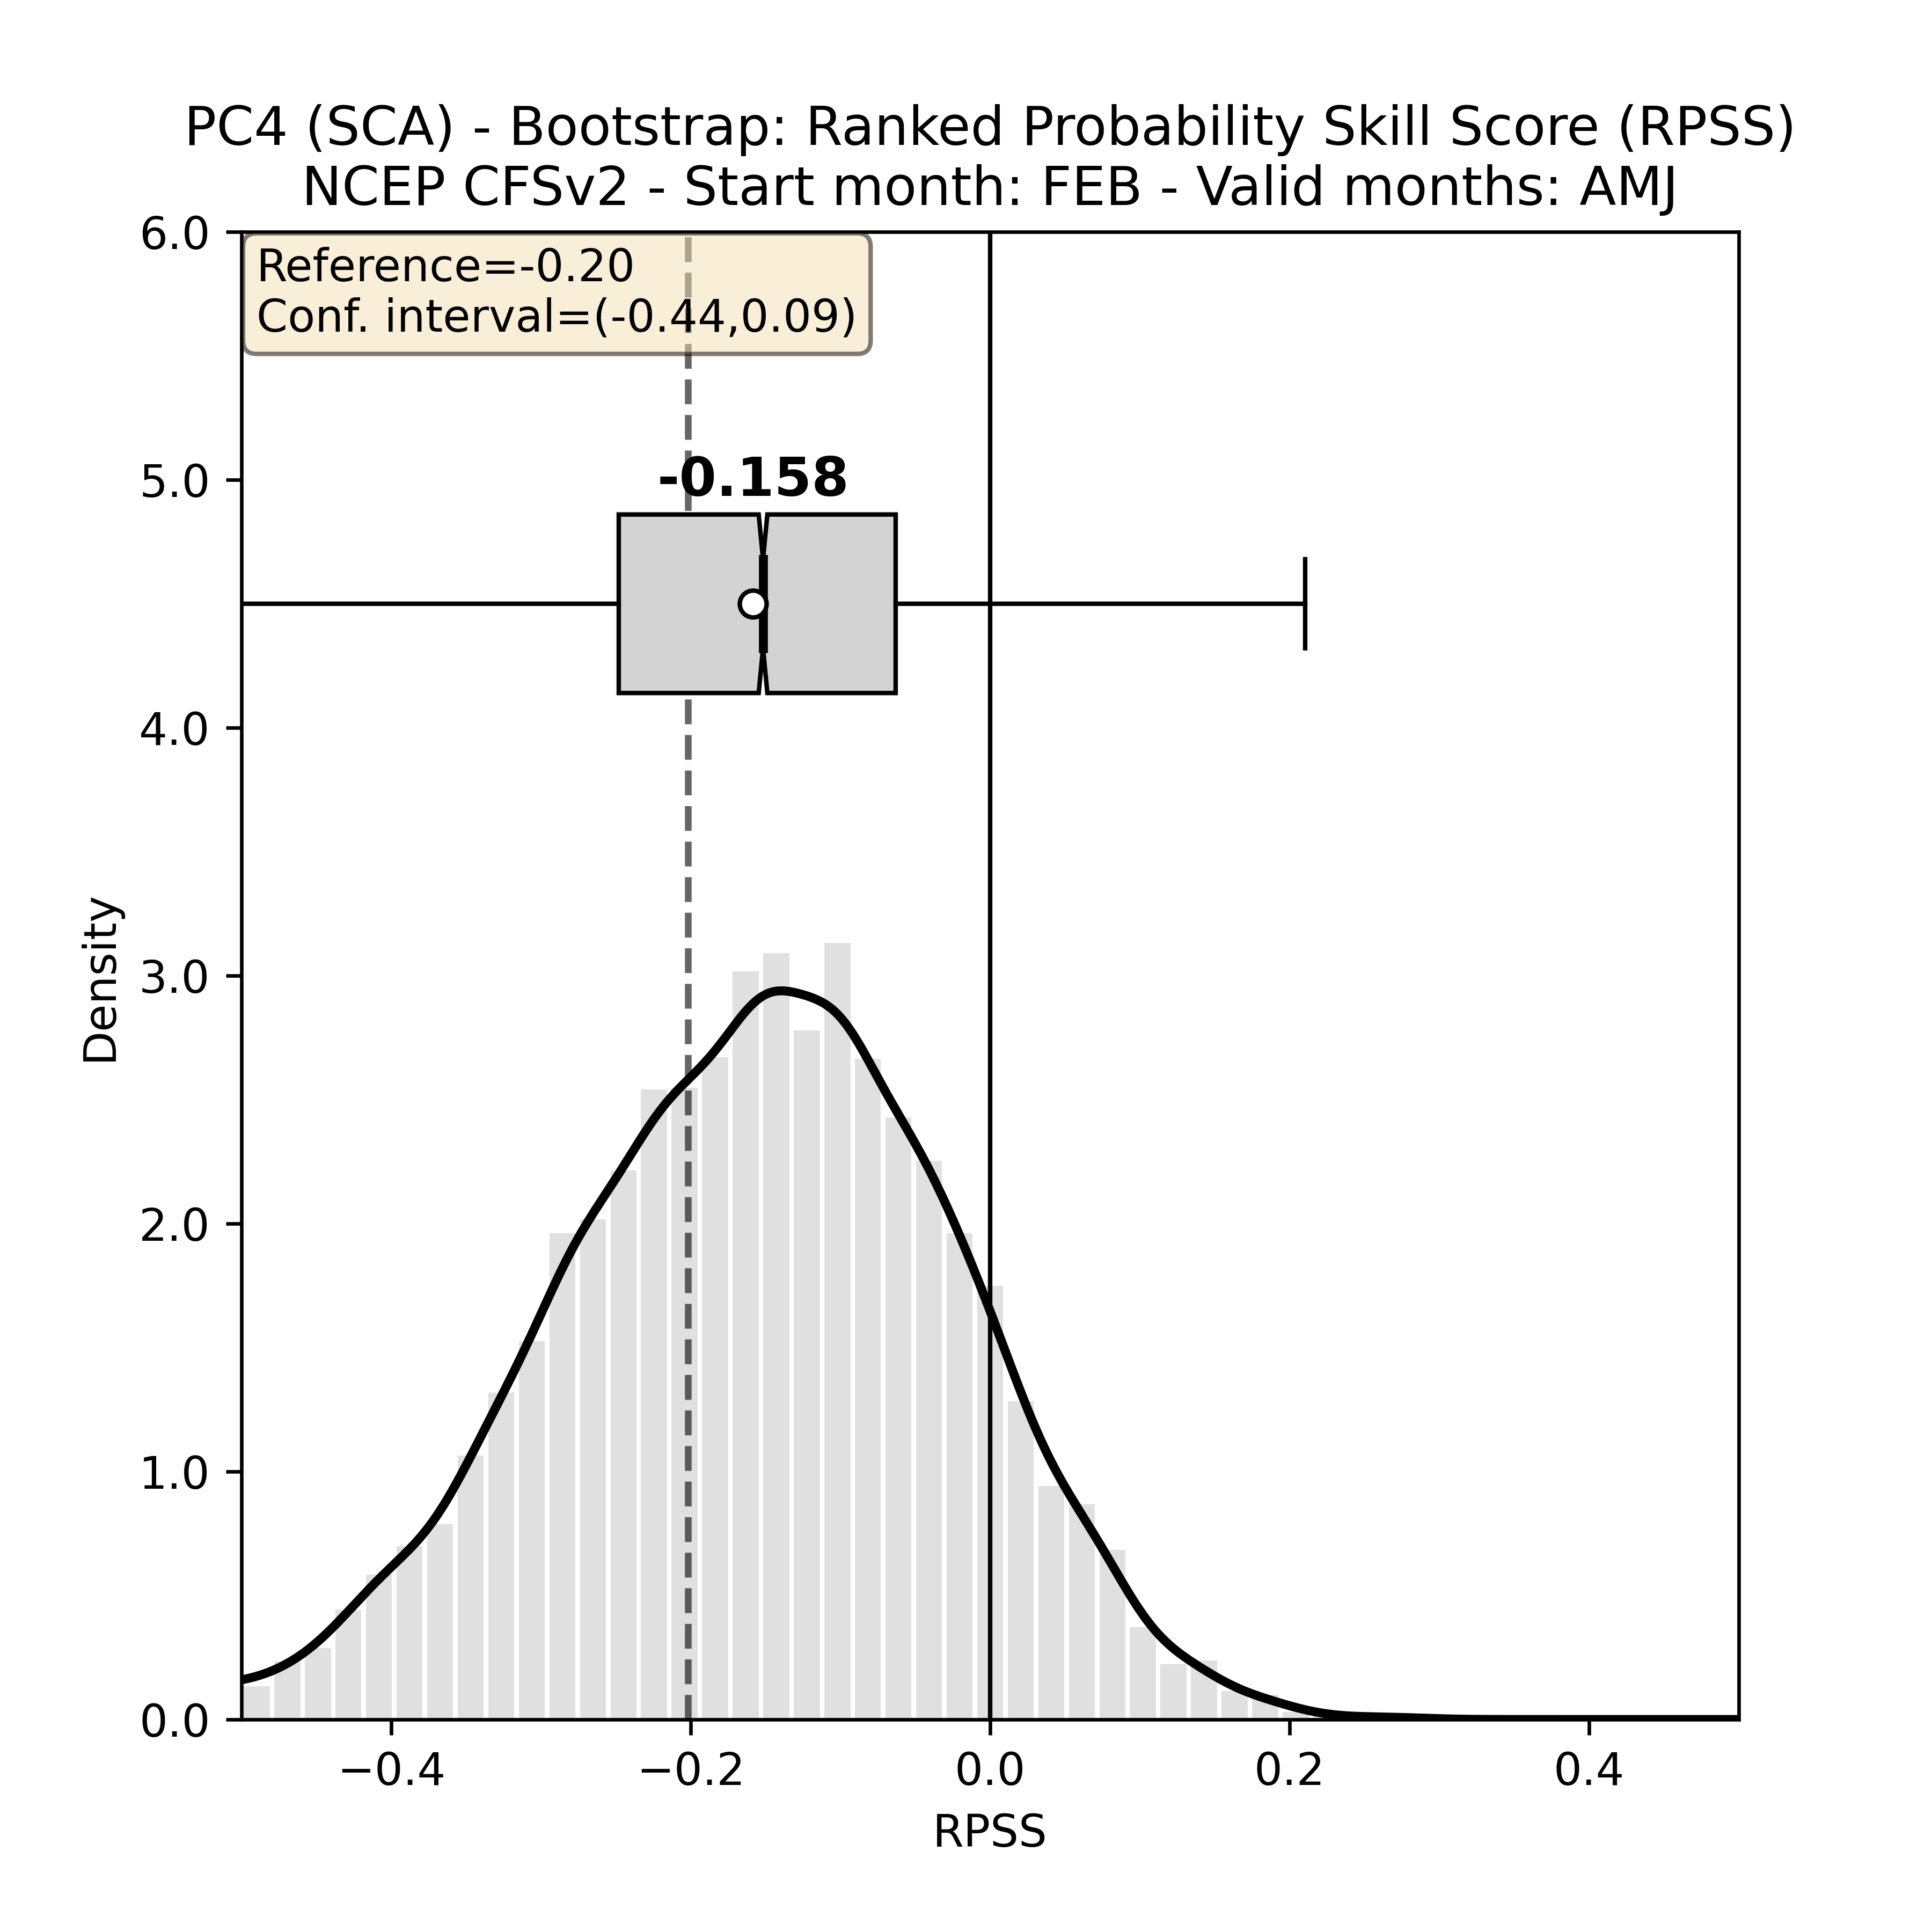 PC4 (SCA) - Bootstrap: Ranked Probability Skill Score (RPSS)
NCEP CFSv2 - Start month: FEB - Valid months: AMJ
6.0
Reference=-0.20
Conf. interval=(-0.44,0.09)
5.0
-0.158
4.0
Density
3.0
2.0
1.0
0.0
−0.4
−0.2
0.0
0.2
0.4
RPSS